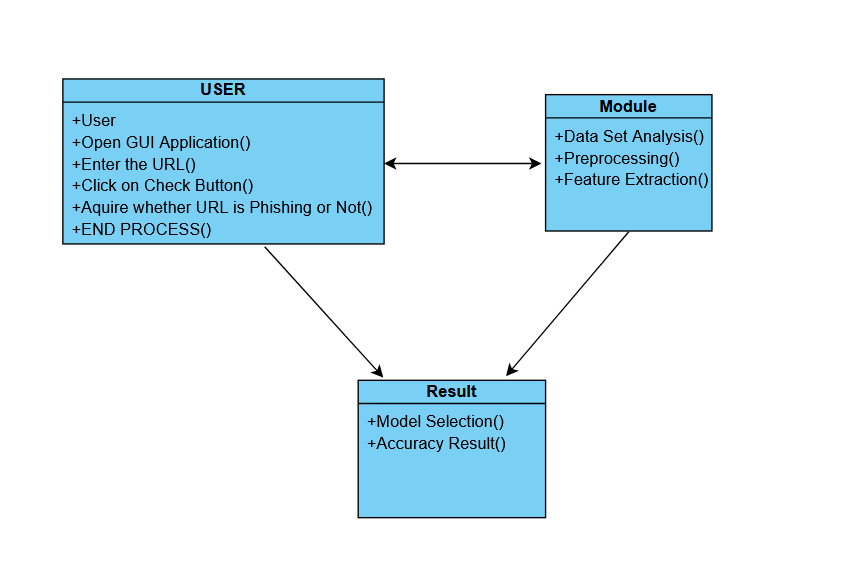 USER
+User
+Open GUI Application()
+Enter the URL()
+Click on Check Button()
+Aquire whether URL is Phishing or Not()
+END PROCESS()
Module
+Data Set Analysis()
+Preprocessing()
+Feature Extraction()
Result
+Model Selection()
+Accuracy Result()